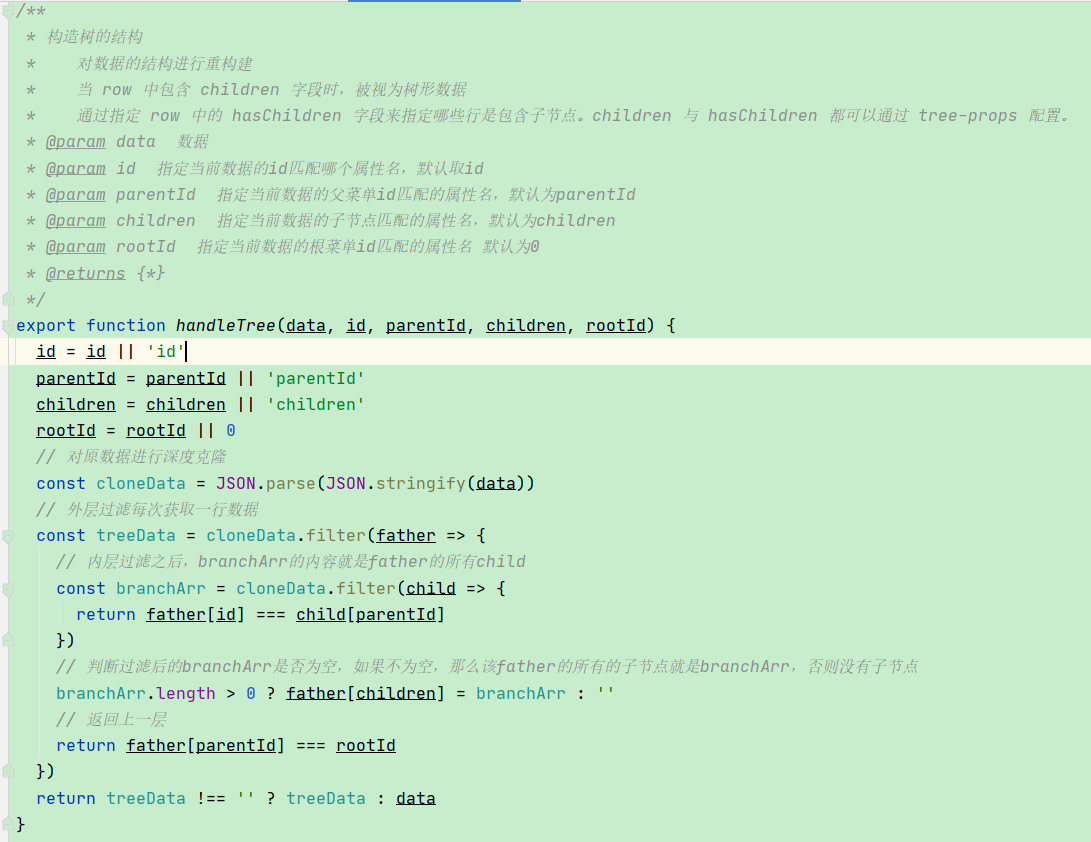 /**
 * 构造树的结构
 *    对数据的结构进行重构建
 *    当 row 中包含 children 字段时，被视为树形数据
 *    通过指定 row 中的 hasChildren 字段来指定哪些行是包含子节点。children 与 hasChildren 都可以通过 tree-props 配置。
 * @param data  数据
 * @param id  指定当前数据的id匹配哪个属性名，默认取id
 * @param parentId  指定当前数据的父菜单id匹配的属性名，默认为parentId
 * @param children  指定当前数据的子节点匹配的属性名，默认为children
 * @param rootId  指定当前数据的根菜单id匹配的属性名 默认为0
 * @returns {*}
 */
export function handleTree(data, id, parentId, children, rootId) {
  id = id || 'id'
  parentId = parentId || 'parentId'
  children = children || 'children'
  rootId = rootId || 0
  // 对原数据进行深度克隆
  const cloneData = JSON.parse(JSON.stringify(data))
  // 外层过滤每次获取一行数据
  const treeData = cloneData.filter(father => {
    // 内层过滤之后，branchArr的内容就是father的所有child
    const branchArr = cloneData.filter(child => {
      return father[id] === child[parentId]
    })
    // 判断过滤后的branchArr是否为空，如果不为空，那么该father的所有的子节点就是branchArr，否则没有子节点
    branchArr.length > 0 ? father[children] = branchArr : ''
    // 返回上一层
    return father[parentId] === rootId
  })
  return treeData !== '' ? treeData : data
}